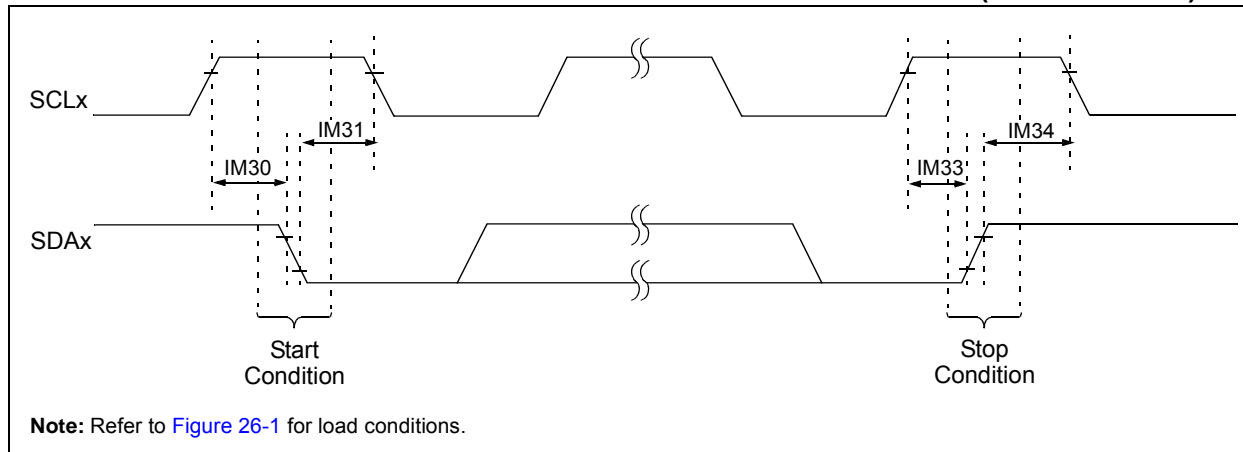 SCLx
IM31
IM34
IM30
IM33
SDAx
Start
Condition
Stop
Condition
Note: Refer to Figure 26-1 for load conditions.